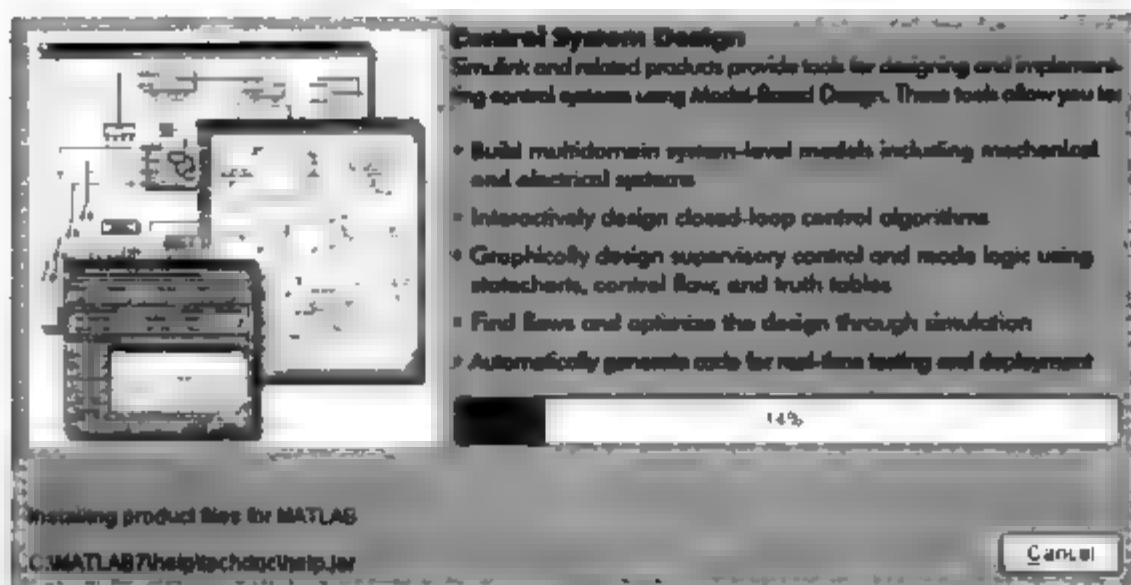 Control System Design
Simulink and related products provide tools for designing and implement-
ing control systems using Model-Based Design. These tools allow you to:
• Build multidomain system-level models including mechanical
and electrical systems
• Interactively design closed-loop control algorithms
• Graphically design supervisory control and mode logic using
statecharts, control flow, and truth tables
• Find flaws and optimize the design through simulation
• Automatically generate code for real-time testing and deployment
14%
Installing product files for MATLAB
C:\MATLAB7\help\techdoc\help.jar
Cancel